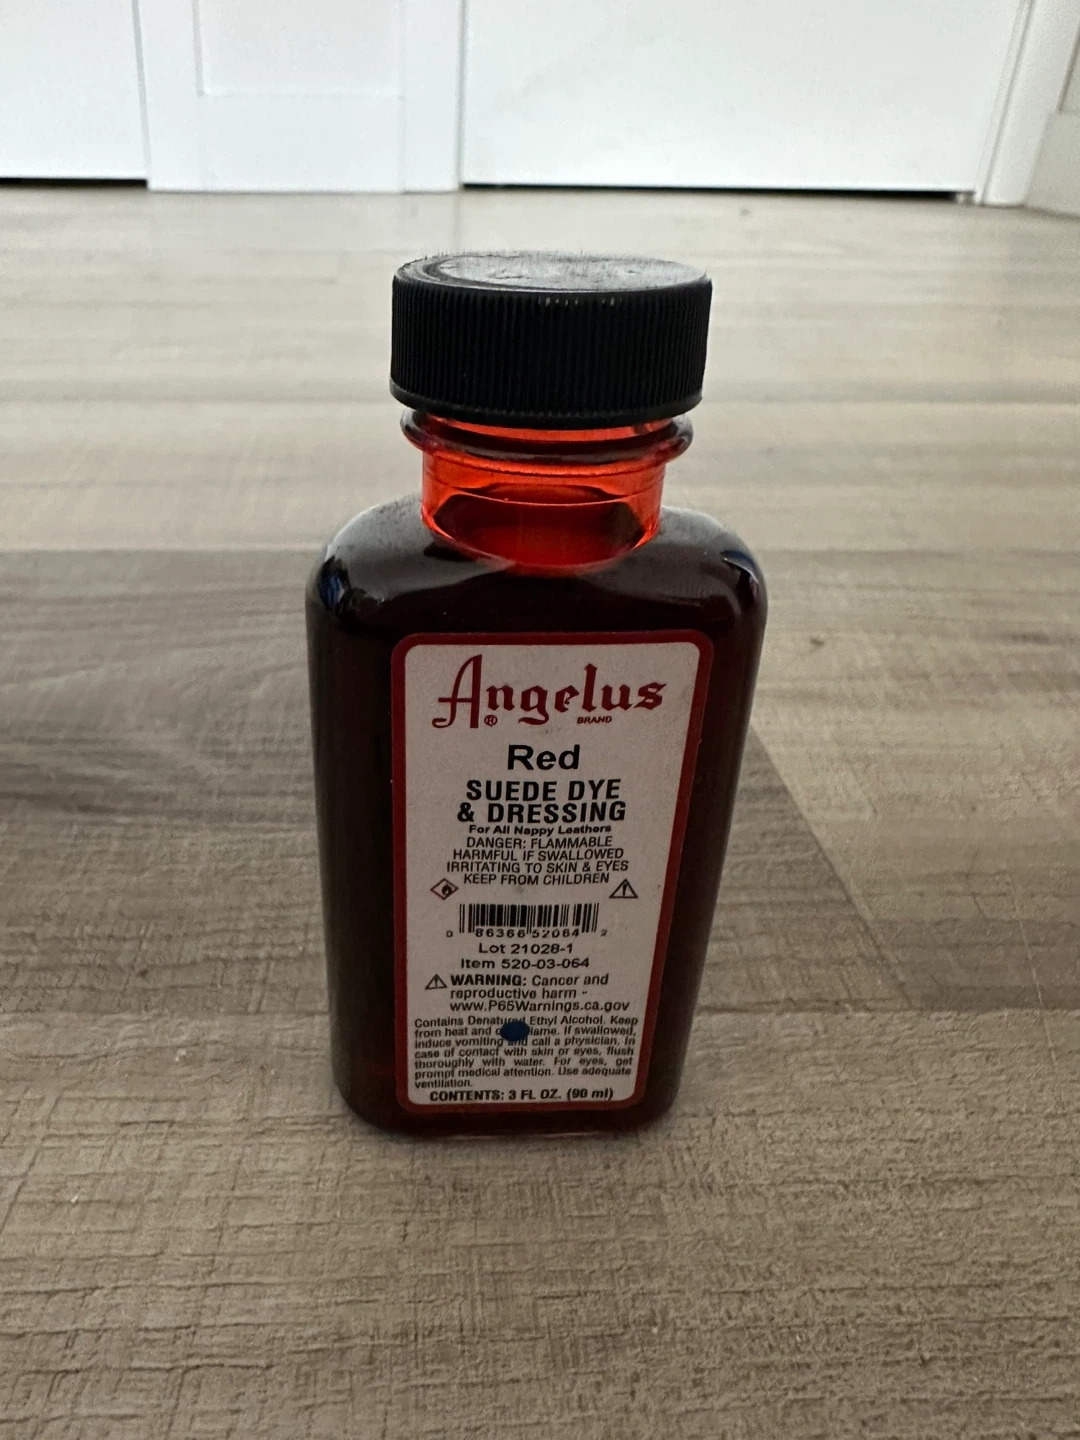 Angelus
® BRAND
Red
SUEDE DYE
& DRESSING
For All Nappy Leathers
DANGER: FLAMMABLE
HARMFUL IF SWALLOWED
IRRITATING TO SKIN & EYES
KEEP FROM CHILDREN
0 86366 52064 2
Lot 21028-1
Item 520-03-064
WARNING: Cancer and
reproductive harm -
www.P65Warnings.ca.gov
Contains Denatured Ethyl Alcohol. Keep
from heat and flame. If swallowed,
induce vomiting and call a physician. In
case of contact with skin or eyes, flush
thoroughly with water. For eyes, get
prompt medical attention. Use adequate
ventilation.
CONTENTS: 3 FL OZ. (90 ml)